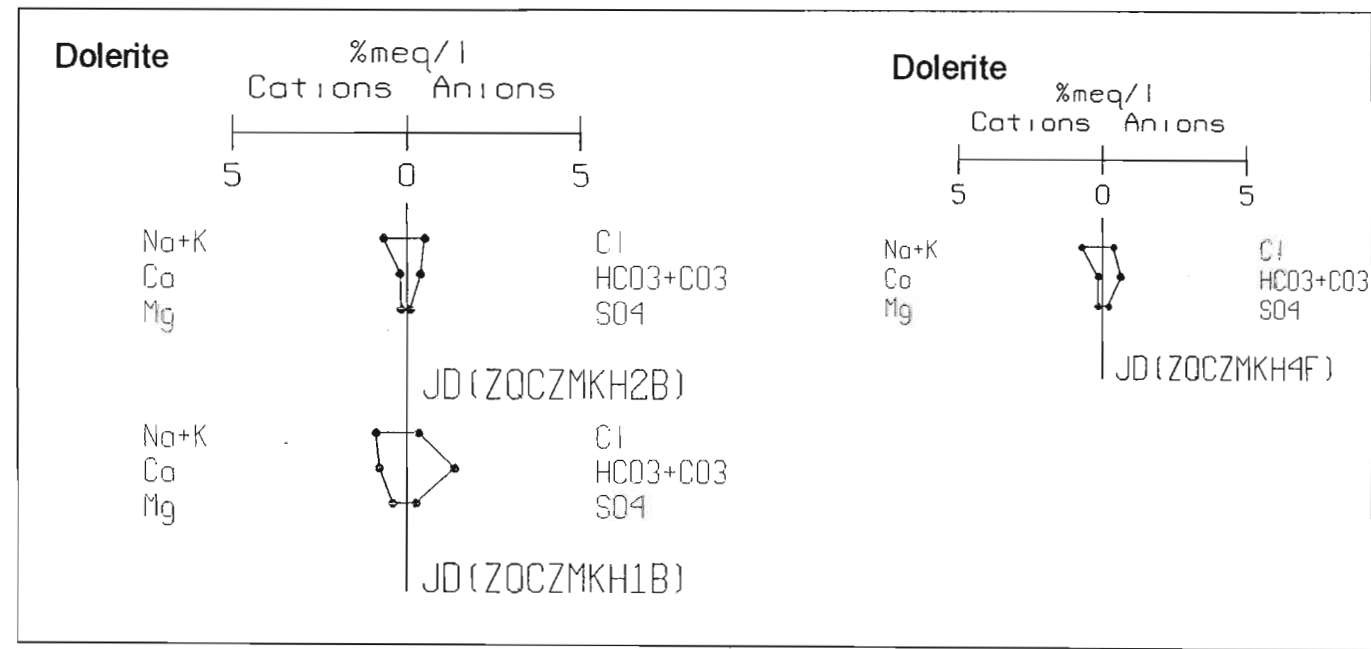 Dolerite
%meq/l
Cations Anions
5 0 5
Na+K Cl
Ca HCO3+CO3
Mg SO4
JD(ZQCZMKH2B)
Na+K Cl
Ca HCO3+CO3
Mg SO4
JD(ZQCZMKH1B)
Dolerite
%meq/l
Cations Anions
5 0 5
Na+K Cl
Ca HCO3+CO3
Mg SO4
JD(ZQCZMKH4F)